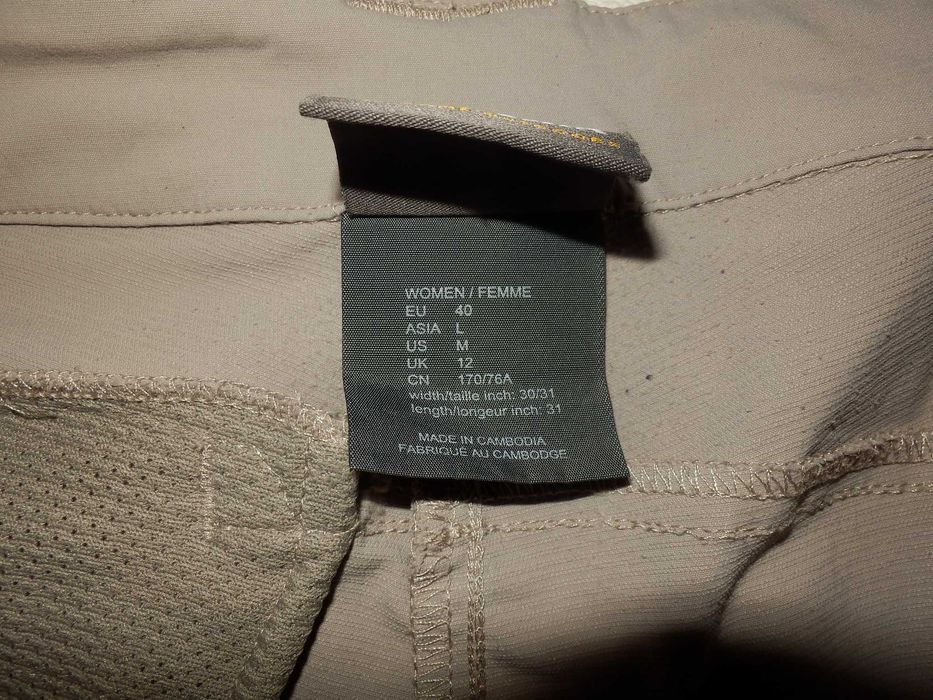 WOMEN / FEMME
EU 40
ASIA L
US M
UK 12
CN 170/76A
width/taille inch: 30/31
length/longeur inch: 31
MADE IN CAMBODIA
FABRIQUÉ AU CAMBODGE